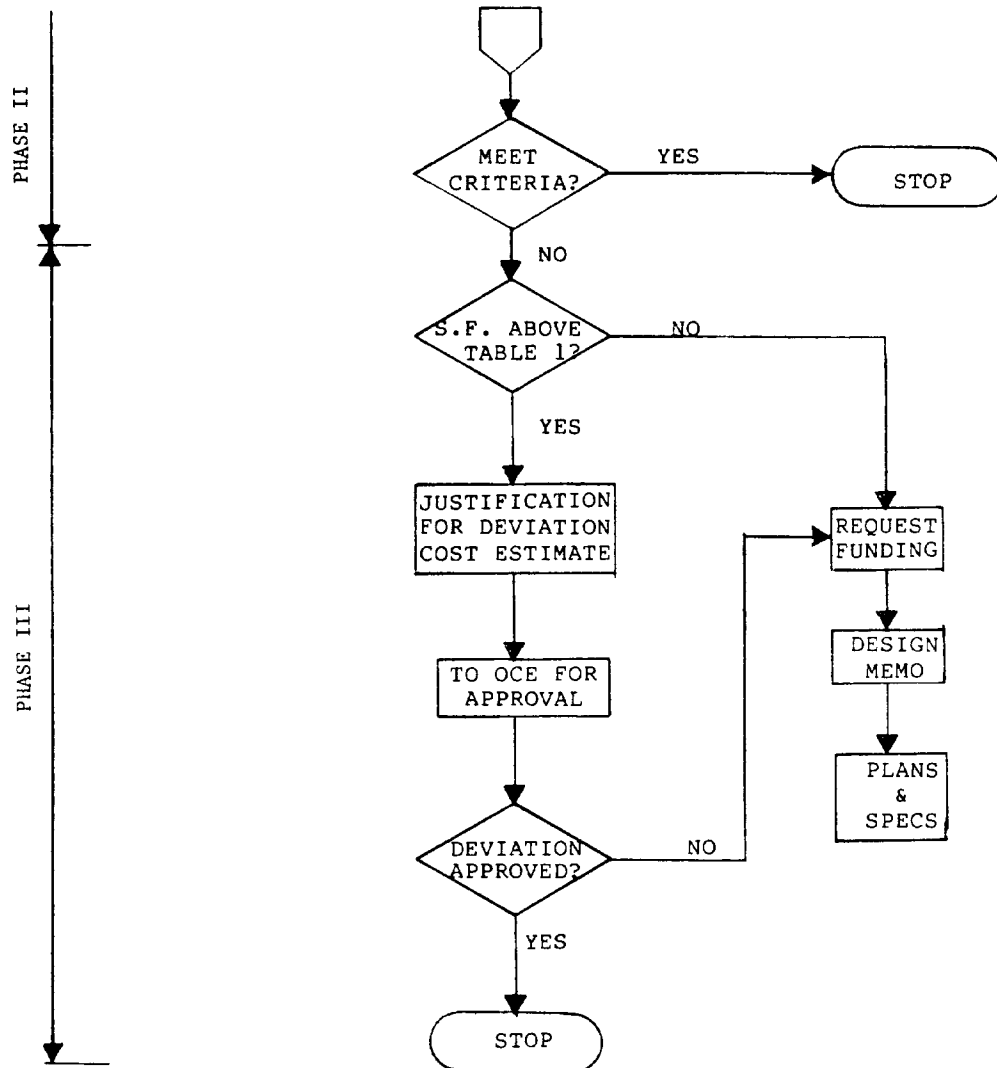 PHASE II
MEET
CRITERIA?
YES
STOP
NO
S.F. ABOVE
TABLE 1?
NO
YES
JUSTIFICATION
FOR DEVIATION
COST ESTIMATE
REQUEST
FUNDING
PHASE III
TO OCE FOR
APPROVAL
DESIGN
MEMO
PLANS
&
SPECS
DEVIATION
APPROVED?
NO
YES
STOP